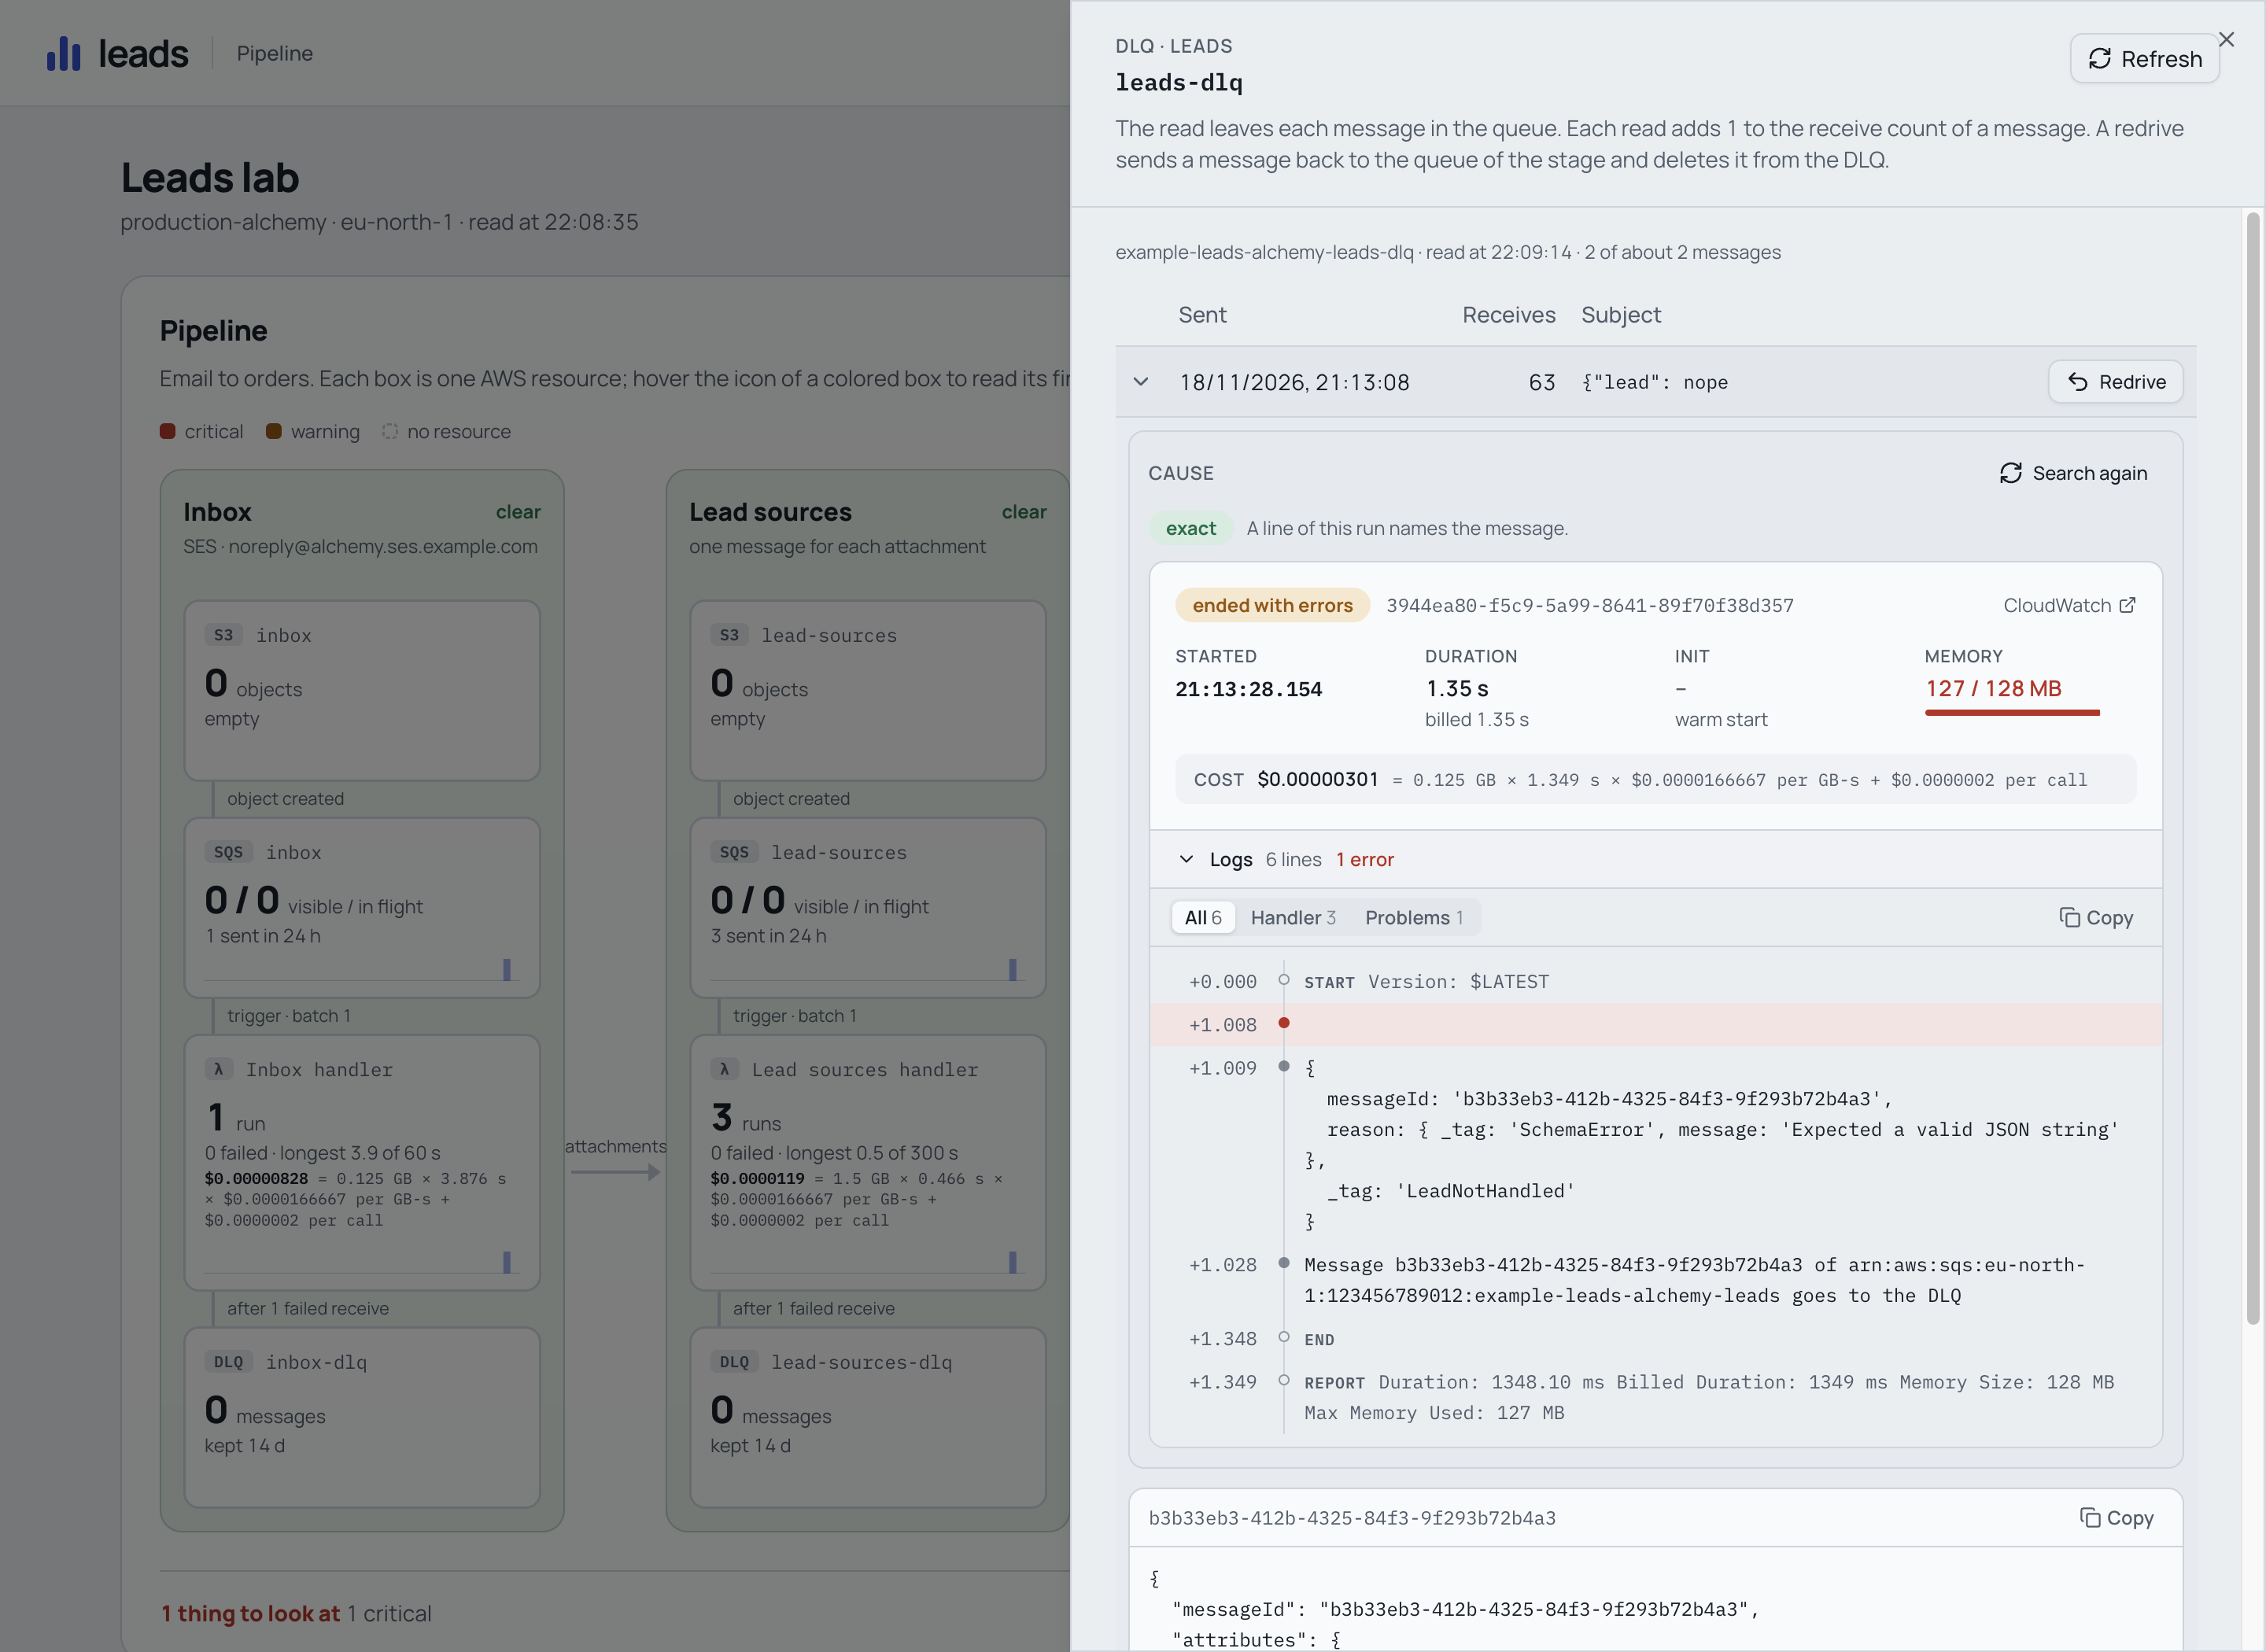 leads
Pipeline
Leads lab
production-alchemy · eu-north-1 · read at 22:08:35
Pipeline
Email to orders. Each box is one AWS resource; hover the icon of a colored box to read its
critical
warning
no resource
Inbox
clear
SES · noreply@alchemy.ses.example.com
S3 inbox
0 objects
empty
object created
SQS inbox
0 / 0 visible / in flight
1 sent in 24 h
trigger · batch 1
λ Inbox handler
1 run
0 failed · longest 3.9 of 60 s
$0.00000828 = 0.125 GB × 3.876 s
× $0.0000166667 per GB-s +
$0.0000002 per call
after 1 failed receive
DLQ inbox-dlq
0 messages
kept 14 d
attachments
Lead sources
clear
one message for each attachment
S3 lead-sources
0 objects
empty
object created
SQS lead-sources
0 / 0 visible / in flight
3 sent in 24 h
trigger · batch 1
λ Lead sources handler
3 runs
0 failed · longest 0.5 of 300 s
$0.0000119 = 1.5 GB × 0.466 s ×
$0.0000166667 per GB-s +
$0.0000002 per call
after 1 failed receive
DLQ lead-sources-dlq
0 messages
kept 14 d
1 thing to look at 1 critical
DLQ · LEADS
leads-dlq
Refresh
The read leaves each message in the queue. Each read adds 1 to the receive count of a message. A redrive
sends a message back to the queue of the stage and deletes it from the DLQ.
example-leads-alchemy-leads-dlq · read at 22:09:14 · 2 of about 2 messages
Sent Receives Subject
18/11/2026, 21:13:08 63 {"lead": nope
Redrive
CAUSE
Search again
exact A line of this run names the message.
ended with errors 3944ea80-f5c9-5a99-8641-89f70f38d357
CloudWatch
STARTED DURATION INIT MEMORY
21:13:28.154 1.35 s – 127 / 128 MB
billed 1.35 s warm start
COST $0.00000301 = 0.125 GB × 1.349 s × $0.0000166667 per GB-s + $0.0000002 per call
Logs 6 lines 1 error
All 6 Handler 3 Problems 1
Copy
+0.000 START Version: $LATEST
+1.008
+1.009 {
messageId: 'b3b33eb3-412b-4325-84f3-9f293b72b4a3',
reason: { _tag: 'SchemaError', message: 'Expected a valid JSON string'
},
_tag: 'LeadNotHandled'
}
+1.028 Message b3b33eb3-412b-4325-84f3-9f293b72b4a3 of arn:aws:sqs:eu-north-
1:123456789012:example-leads-alchemy-leads goes to the DLQ
+1.348 END
+1.349 REPORT Duration: 1348.10 ms Billed Duration: 1349 ms Memory Size: 128 MB
Max Memory Used: 127 MB
b3b33eb3-412b-4325-84f3-9f293b72b4a3
Copy
{
"messageId": "b3b33eb3-412b-4325-84f3-9f293b72b4a3",
"attributes": {